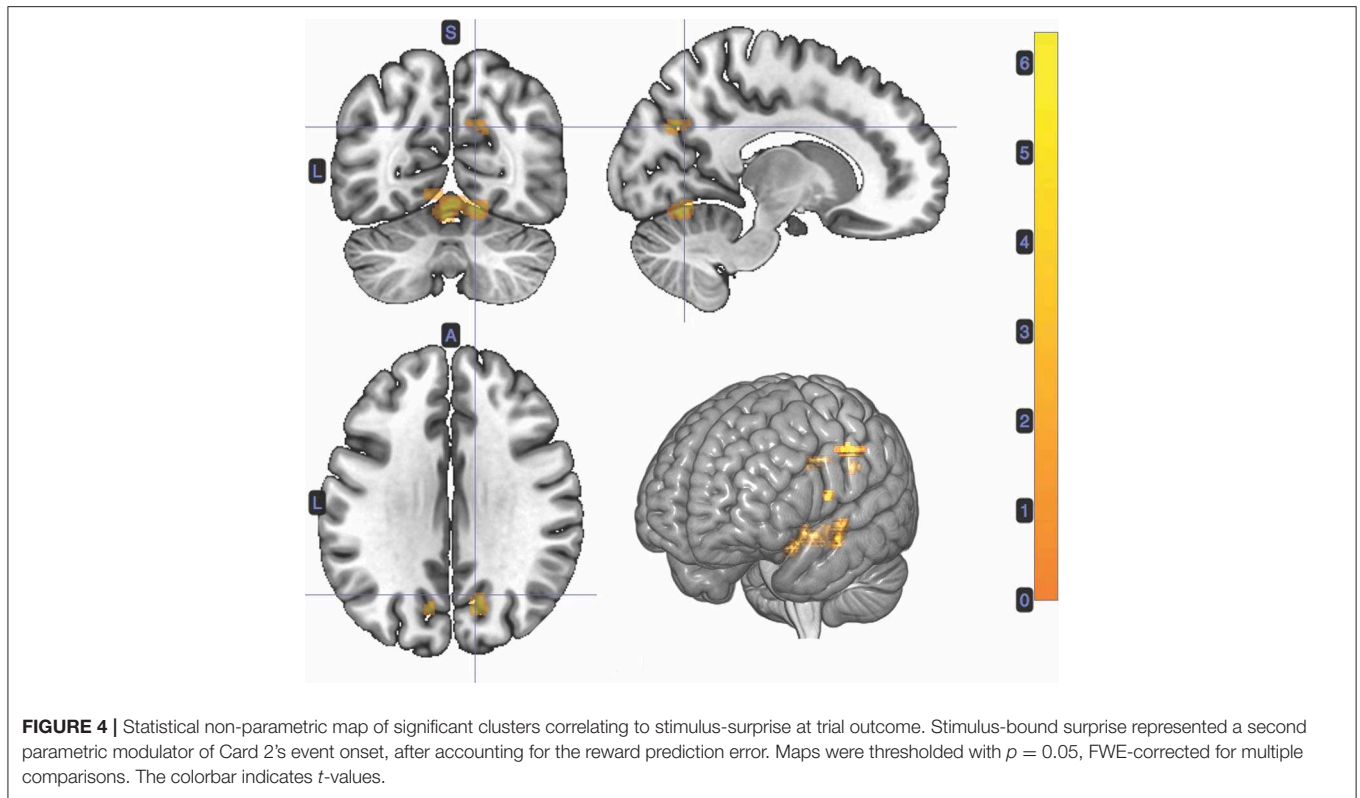 S
L
A
L
6
5
4
3
2
1
0
FIGURE 4 | Statistical non-parametric map of significant clusters correlating to stimulus-surprise at trial outcome. Stimulus-bound surprise represented a second
parametric modulator of Card 2's event onset, after accounting for the reward prediction error. Maps were thresholded with p = 0.05, FWE-corrected for multiple
comparisons. The colorbar indicates t-values.